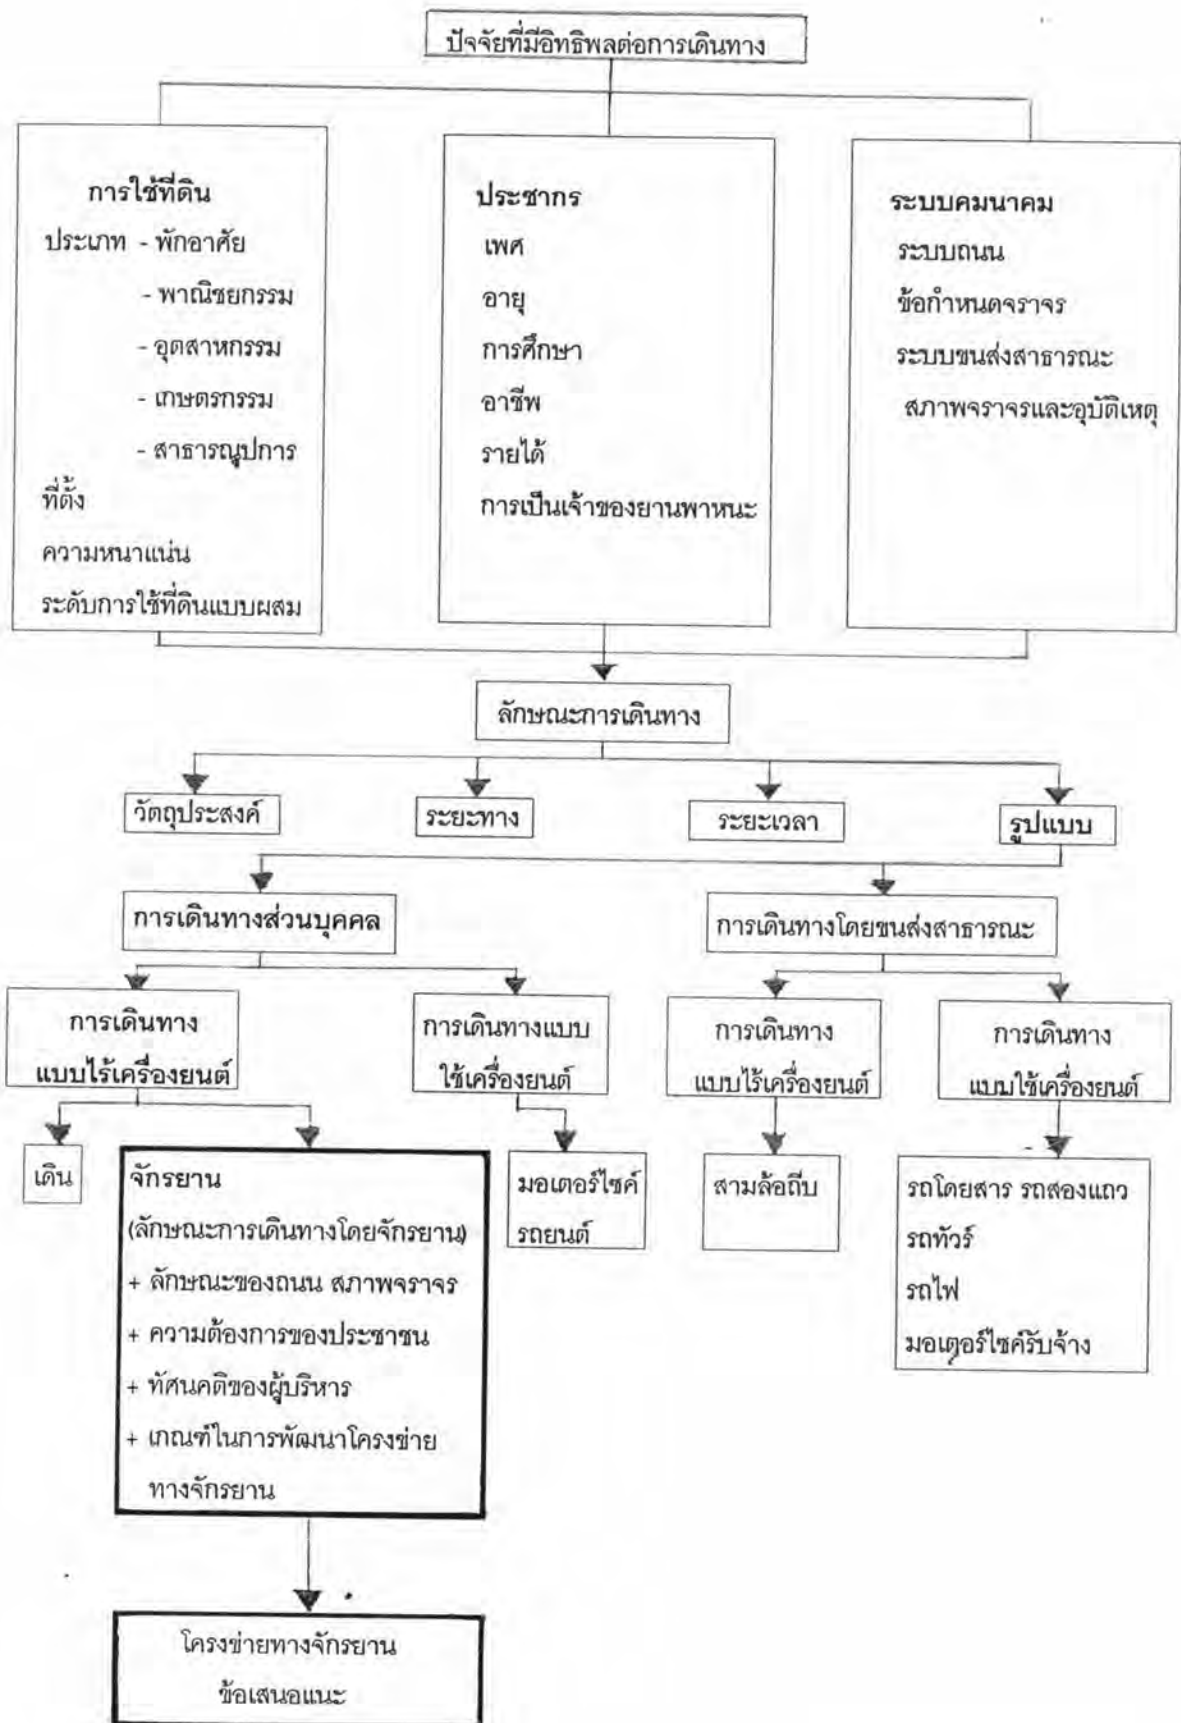 ปัจจัยที่มีอิทธิพลต่อการเดินทาง
การใช้ที่ดิน
ประเภท - พักอาศัย
- พาณิชยกรรม
- อุตสาหกรรม
- เกษตรกรรม
- สาธารณูปการ
ที่ตั้ง
ความหนาแน่น
ระดับการใช้ที่ดินแบบผสม
ประชากร
เพศ
อายุ
การศึกษา
อาชีพ
รายได้
การเป็นเจ้าของยานพาหนะ
ระบบคมนาคม
ระบบถนน
ข้อกำหนดจราจร
ระบบขนส่งสาธารณะ
สภาพจราจรและอุบัติเหตุ
ลักษณะการเดินทาง
วัตถุประสงค์
ระยะทาง
ระยะเวลา
รูปแบบ
การเดินทางส่วนบุคคล
การเดินทางโดยขนส่งสาธารณะ
การเดินทาง
แบบไร้เครื่องยนต์
การเดินทางแบบ
ใช้เครื่องยนต์
การเดินทาง
แบบไร้เครื่องยนต์
การเดินทาง
แบบใช้เครื่องยนต์
เดิน
จักรยาน
(ลักษณะการเดินทางโดยจักรยาน)
+ ลักษณะของถนน สภาพจราจร
+ ความต้องการของประชาชน
+ ทัศนคติของผู้บริหาร
+ เกณฑ์ในการพัฒนาโครงข่าย
ทางจักรยาน
มอเตอร์ไซค์
รถยนต์
สามล้อถีบ
รถโดยสาร รถสองแถว
รถทัวร์
รถไฟ
มอเตอร์ไซค์รับจ้าง
โครงข่ายทางจักรยาน
ข้อเสนอแนะ